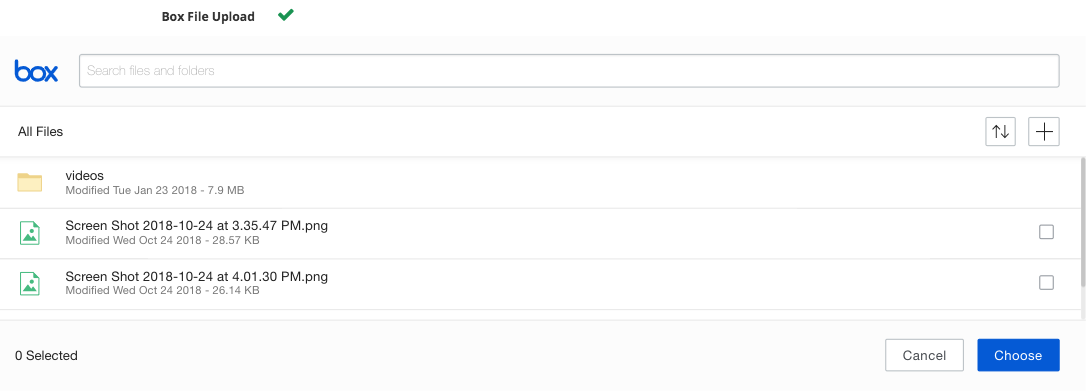 Box File Upload
box
Search files and folders
All Files
videos
Modified Tue Jan 23 2018 - 7.9 MB
Screen Shot 2018-10-24 at 3.35.47 PM.png
Modified Wed Oct 24 2018 - 28.57 KB
Screen Shot 2018-10-24 at 4.01.30 PM.png
Modified Wed Oct 24 2018 - 26.14 KB
0 Selected
Cancel
Choose